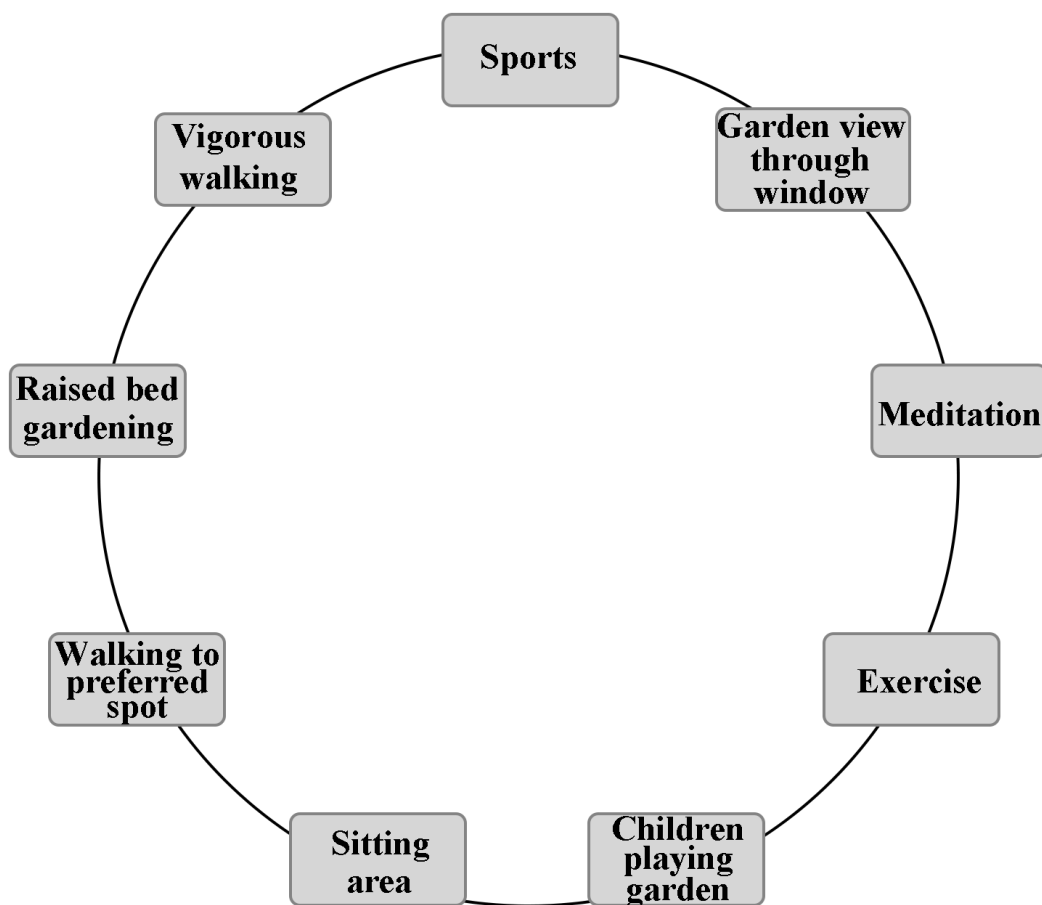 Sports
Garden view
through
window
Meditation
Exercise
Children
playing
garden
Sitting
area
Walking to
preferred
spot
Raised bed
gardening
Vigorous
walking